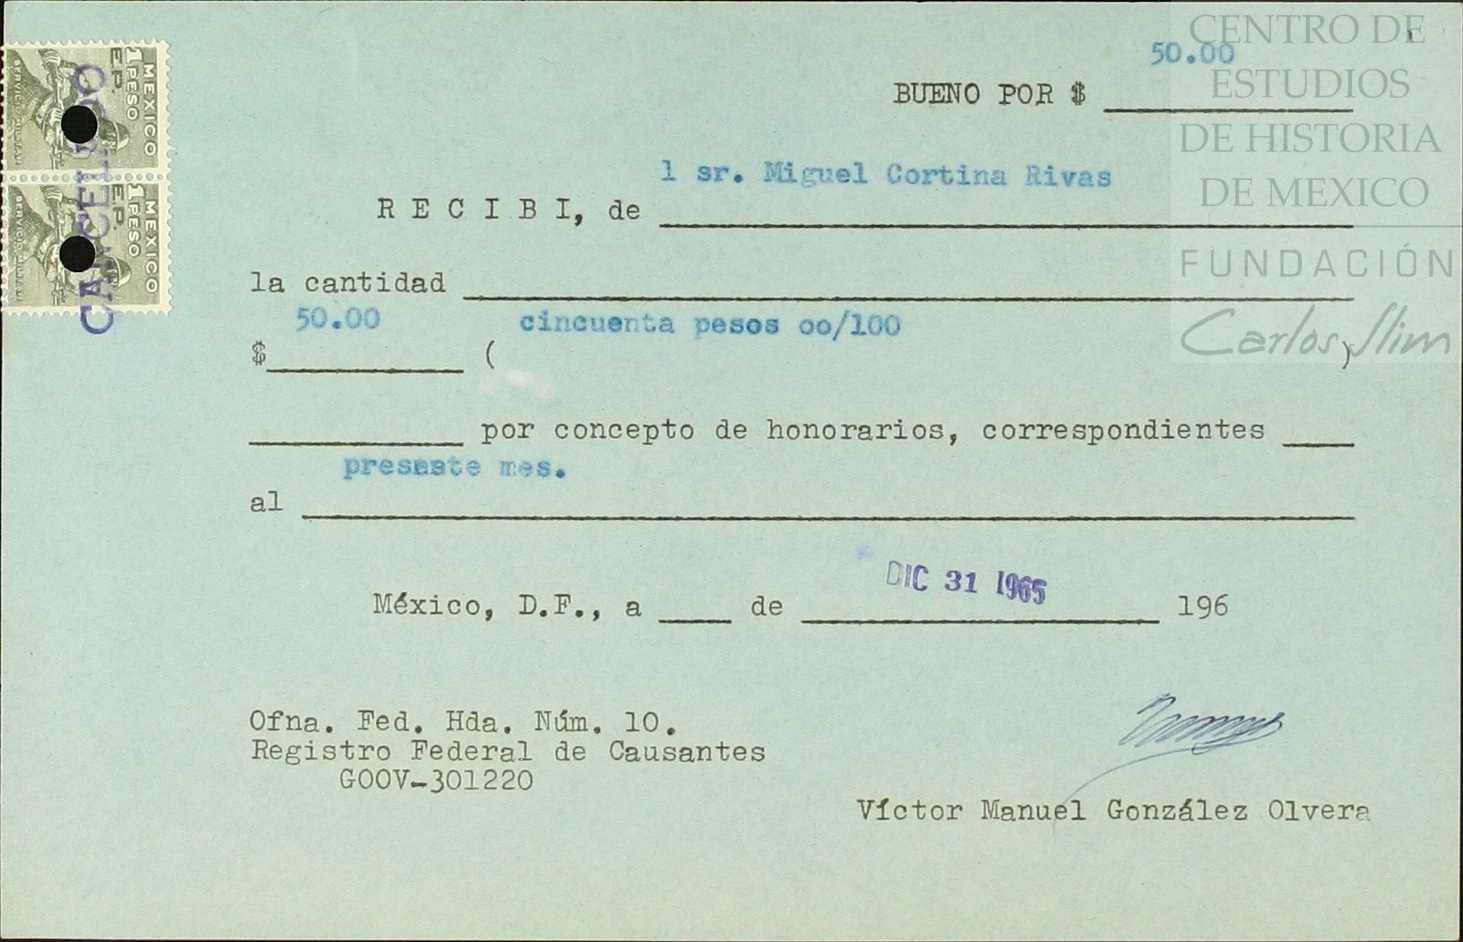 CENTRO DE
ESTUDIOS
DE HISTORIA
DE MEXICO
FUNDACIÓN
Carlos Slim
MEXICO
1 PESO
E.P.
MEXICO
1 PESO
E.P.
CANCELADO
50.00
BUENO POR $
l sr. Miguel Cortina Rivas
R E C I B I, de
la cantidad
50.00 cincuenta pesos oo/100
$ ( )
por concepto de honorarios, correspondientes
presente mes.
al
DIC 31 1965
México, D.F., a de 196
Ofna. Fed. Hda. Núm. 10.
Registro Federal de Causantes
GOOV-301220
Víctor Manuel González Olvera